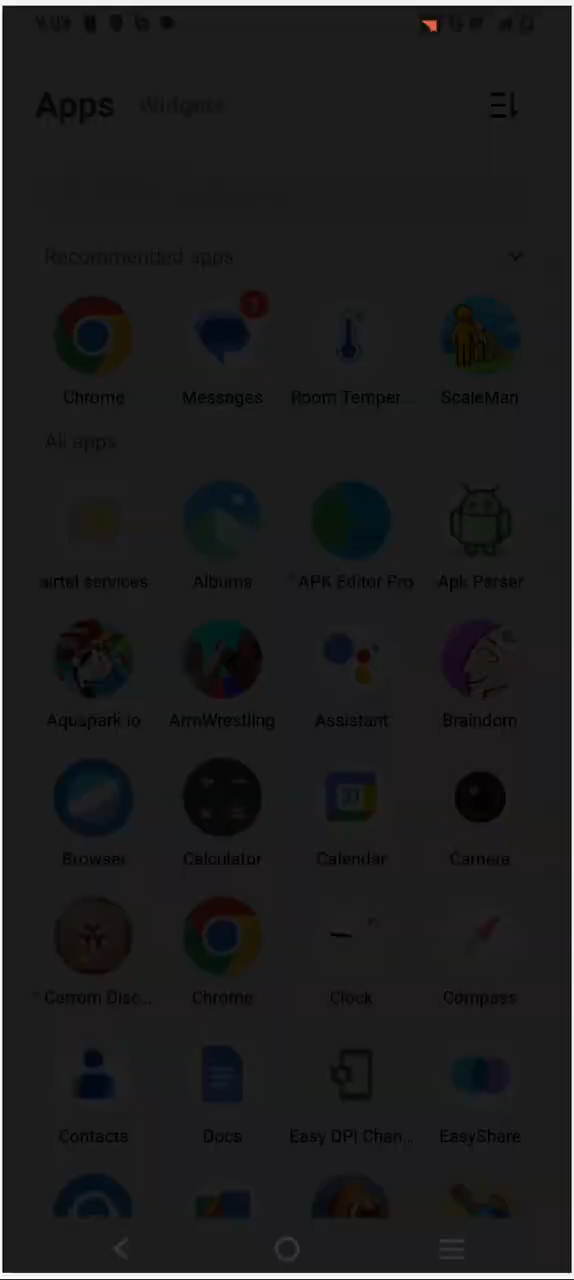 Apps Widgets
Recommended apps
Chrome Messages Room Temper... ScaleMan
All apps
airtel services Albums APK Editor Pro Apk Parser
Aquapark io ArmWrestling Assistant Braindom
31
Browser Calculator Calendar Camera
Carrom Disc... Chrome Clock Compass
Contacts Docs Easy DPI Chan... EasyShare